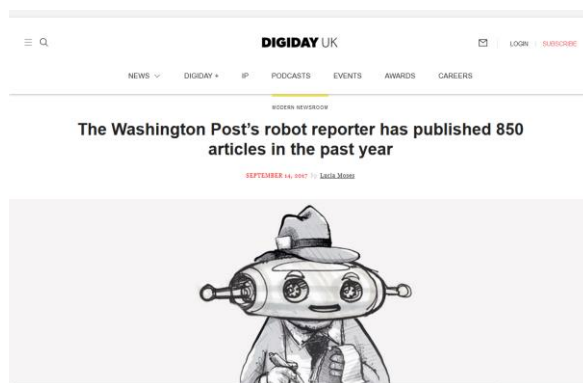 DIGIDAY UK
LOGIN | SUBSCRIBE
NEWS DIGIDAY + IP PODCASTS EVENTS AWARDS CAREERS
MODERN NEWSROOM
The Washington Post's robot reporter has published 850
articles in the past year
SEPTEMBER 14, 2017 by Lucia Moses